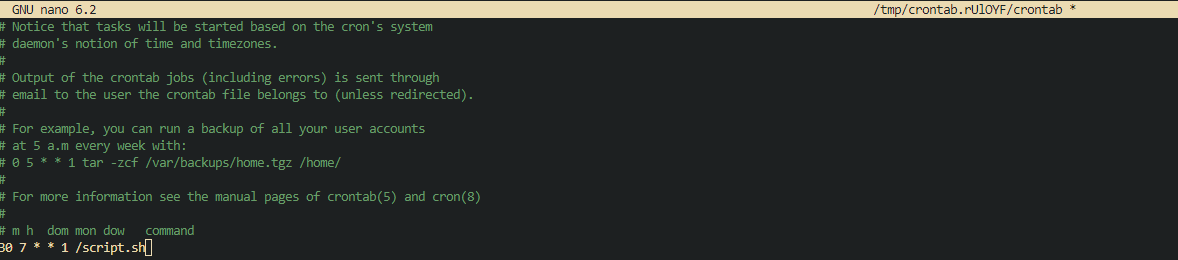 GNU nano 6.2 /tmp/crontab.rUlOYF/crontab *
# Notice that tasks will be started based on the cron's system
# daemon's notion of time and timezones.
#
# Output of the crontab jobs (including errors) is sent through
# email to the user the crontab file belongs to (unless redirected).
#
# For example, you can run a backup of all your user accounts
# at 5 a.m every week with:
# 0 5 * * 1 tar -zcf /var/backups/home.tgz /home/
#
# For more information see the manual pages of crontab(5) and cron(8)
#
# m h  dom mon dow   command
30 7 * * 1 /script.sh